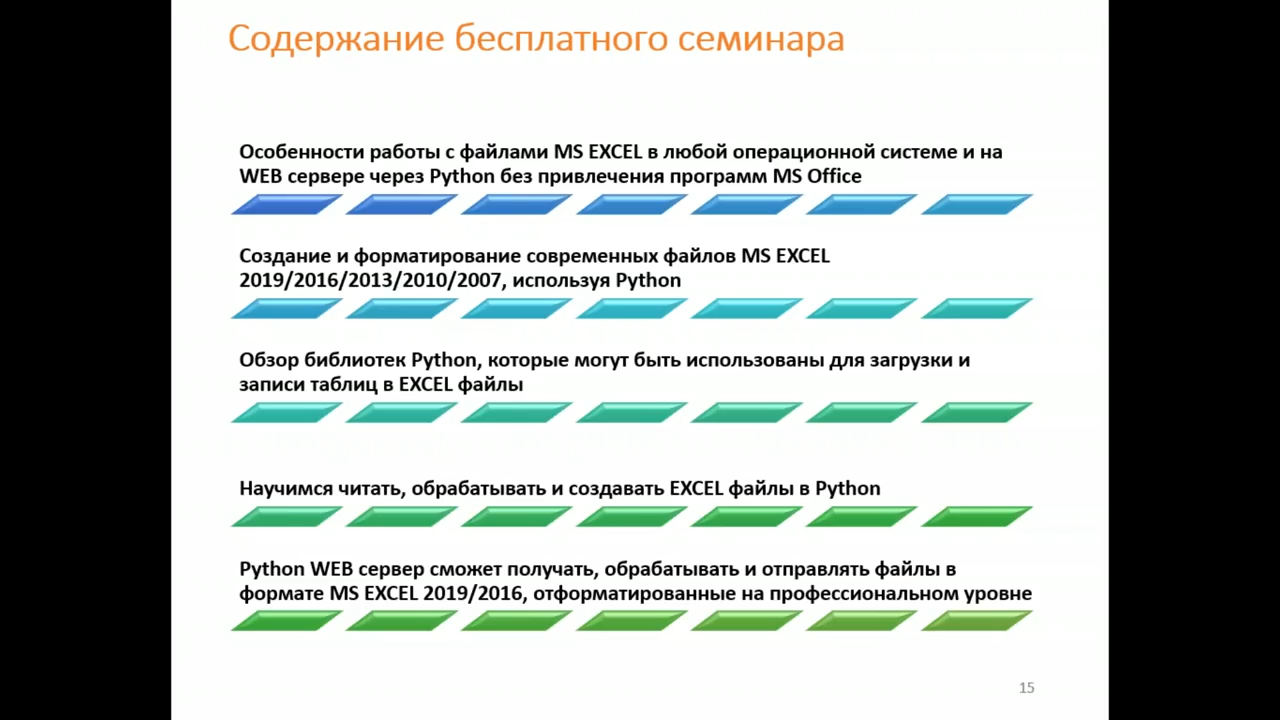 Содержание бесплатного семинара
Особенности работы с файлами MS EXCEL в любой операционной системе и на
WEB сервере через Python без привлечения программ MS Office
Создание и форматирование современных файлов MS EXCEL
2019/2016/2013/2010/2007, используя Python
Обзор библиотек Python, которые могут быть использованы для загрузки и
записи таблиц в EXCEL файлы
Научимся читать, обрабатывать и создавать EXCEL файлы в Python
Python WEB сервер сможет получать, обрабатывать и отправлять файлы в
формате MS EXCEL 2019/2016, отформатированные на профессиональном уровне
15